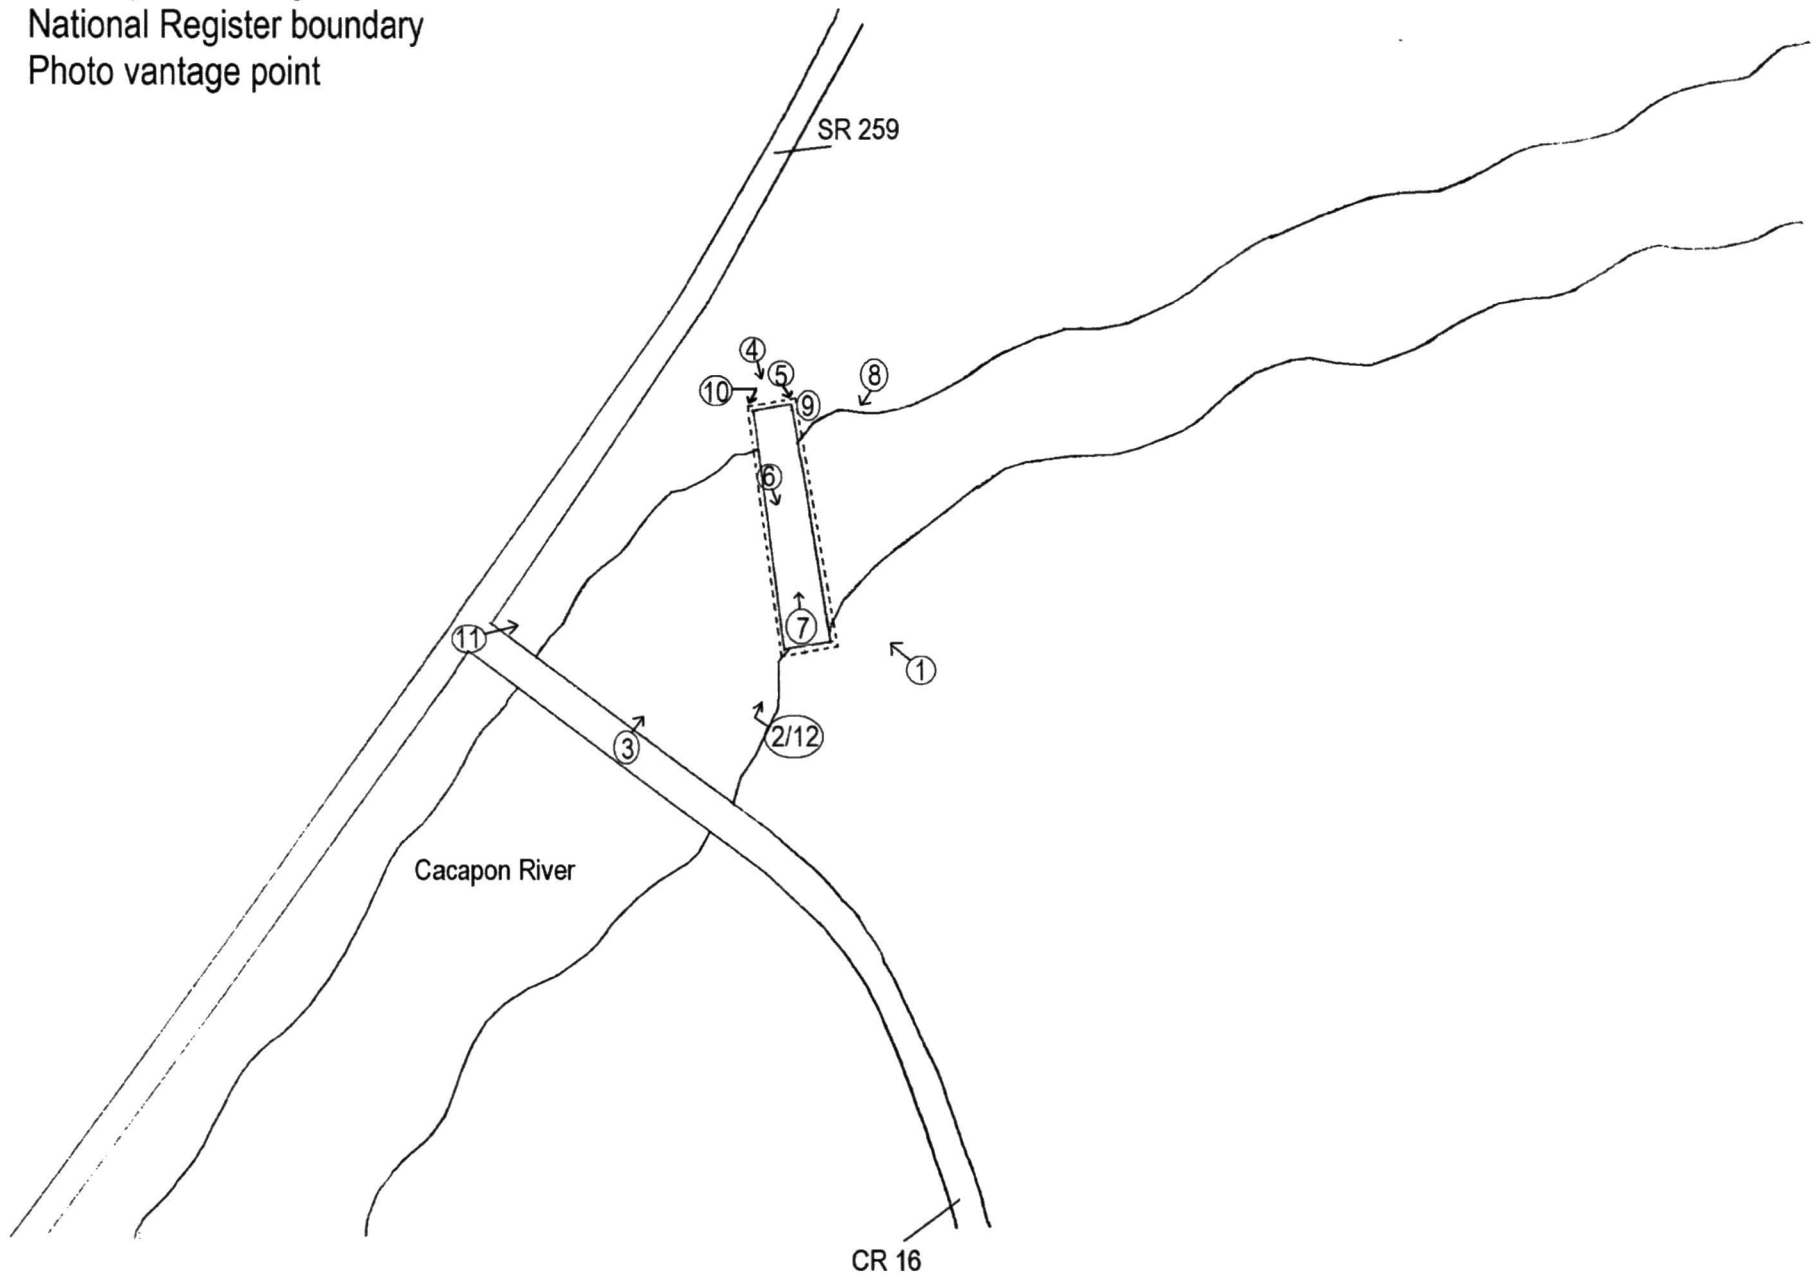 National Register boundary
Photo vantage point
SR 259
4
5
8
10
9
6
7
11
1
3
2/12
Cacapon River
CR 16